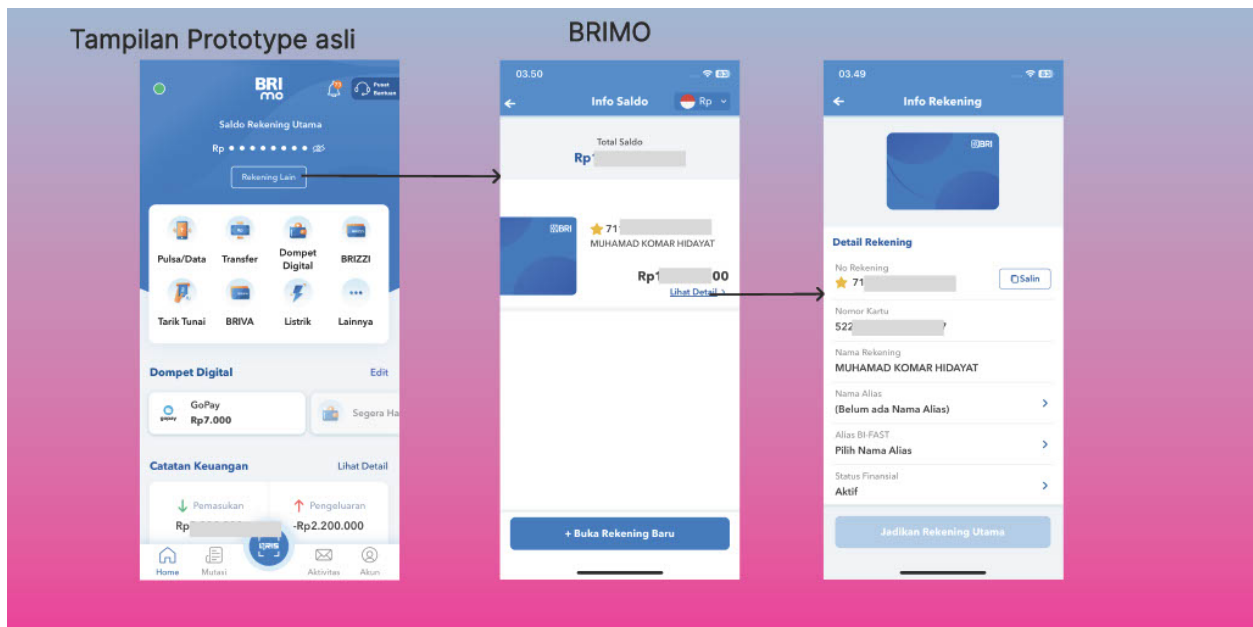 Tampilan Prototype asli
BRIMO
BRI
mo
Pusat
Bantuan
Saldo Rekening Utama
Rp
Rekening Lain
Pulsa/Data
Transfer
Dompet
Digital
BRIZZI
Tarik Tunai
BRIVA
Listrik
Lainnya
Dompet Digital
Edit
GoPay
gopay
Rp7.000
Segera Ha
Catatan Keuangan
Lihat Detail
Pemasukan
Pengeluaran
Rp
-Rp2.200.000
QRIS
Home
Mutasi
Aktivitas
Akun
03.50
Info Saldo
Rp
Total Saldo
Rp1
BRI
71
MUHAMAD KOMAR HIDAYAT
Rp1 00
Lihat Detail >
+ Buka Rekening Baru
03.49
Info Rekening
BRI
Detail Rekening
No Rekening
71
Salin
Nomor Kartu
522
Nama Rekening
MUHAMAD KOMAR HIDAYAT
Nama Alias
(Belum ada Nama Alias)
Alias BI-FAST
Pilih Nama Alias
Status Finansial
Aktif
Jadikan Rekening Utama